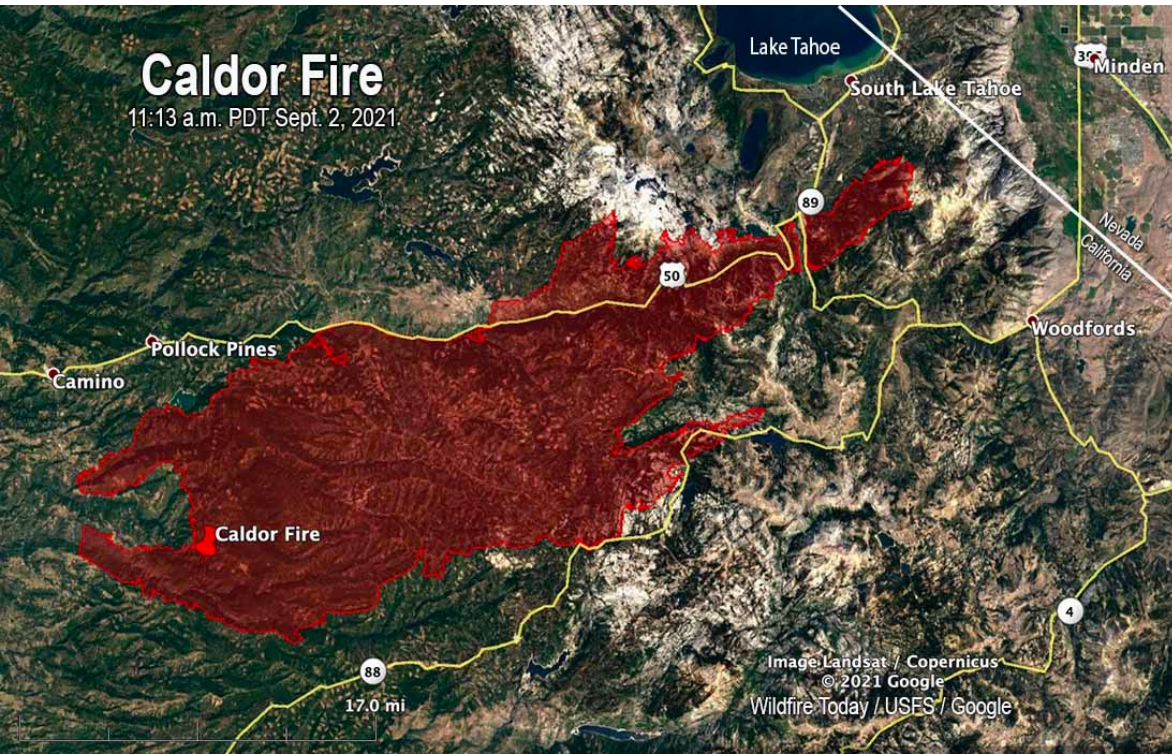 Caldor Fire
11:13 a.m. PDT Sept. 2, 2021
Lake Tahoe
Minden
South Lake Tahoe
89
Nevada
California
50
Woodfords
Pollock Pines
Camino
Caldor Fire
4
88
17.0 mi
Image Landsat / Copernicus
© 2021 Google
Wildfire Today / USFS / Google